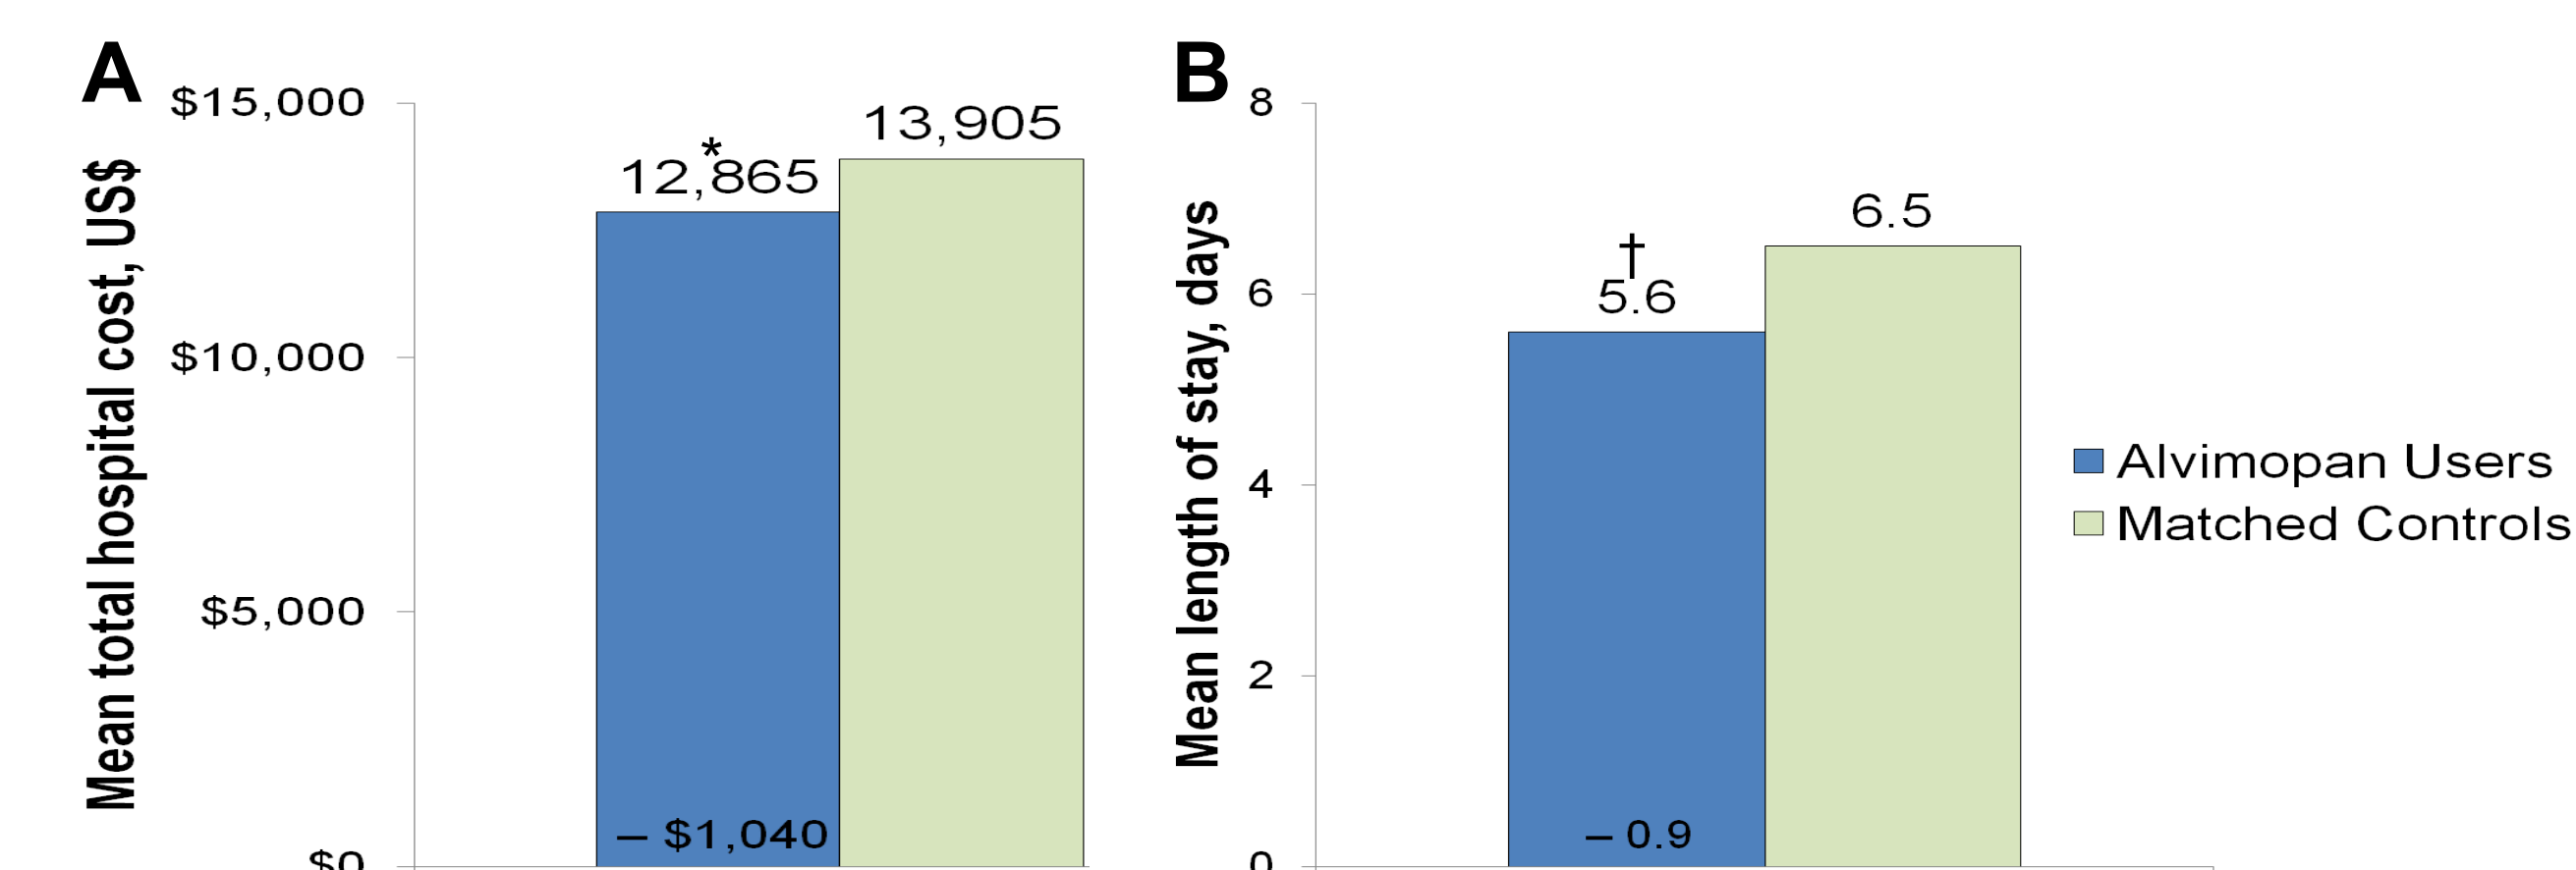 A
Mean total hospital cost, US$
$15,000
$10,000
$5,000
$0
*
12,865
13,905
– $1,040
B
Mean length of stay, days
8
6
4
2
0
†
5.6
6.5
– 0.9
Alvimopan Users
Matched Controls